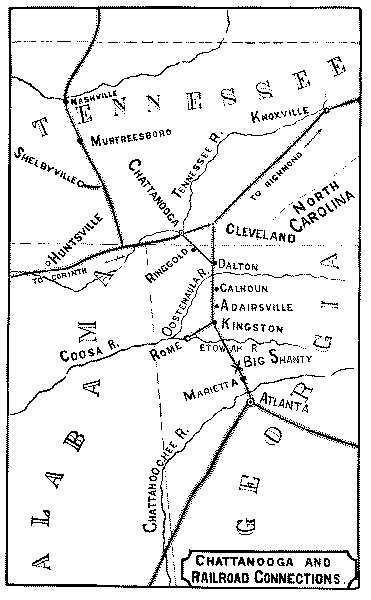 TENNESSEE
NASHVILLE
KNOXVILLE
MURFREESBORO
SHELBYVILLE
CHATTANOOGA
TENNESSEE R.
TO RICHMOND
NORTH
CAROLINA
HUNTSVILLE
CLEVELAND
RINGGOLD
DALTON
TO CORINTH
OOSTENAULA R.
CALHOUN
ADAIRSVILLE
KINGSTON
COOSA R.
ROME
ETOWAH R.
BIG SHANTY
MARIETTA
ATLANTA
CHATTAHOOCHEE R.
ALABAMA
GEORGIA
CHATTANOOGA AND
RAILROAD CONNECTIONS.